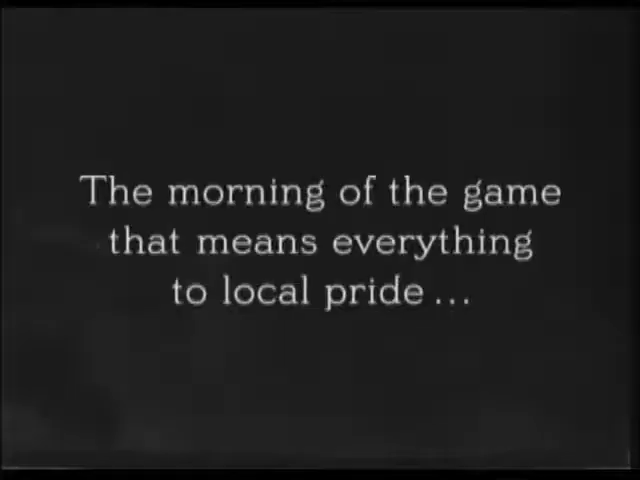 The morning of the game
that means everything
to local pride ...